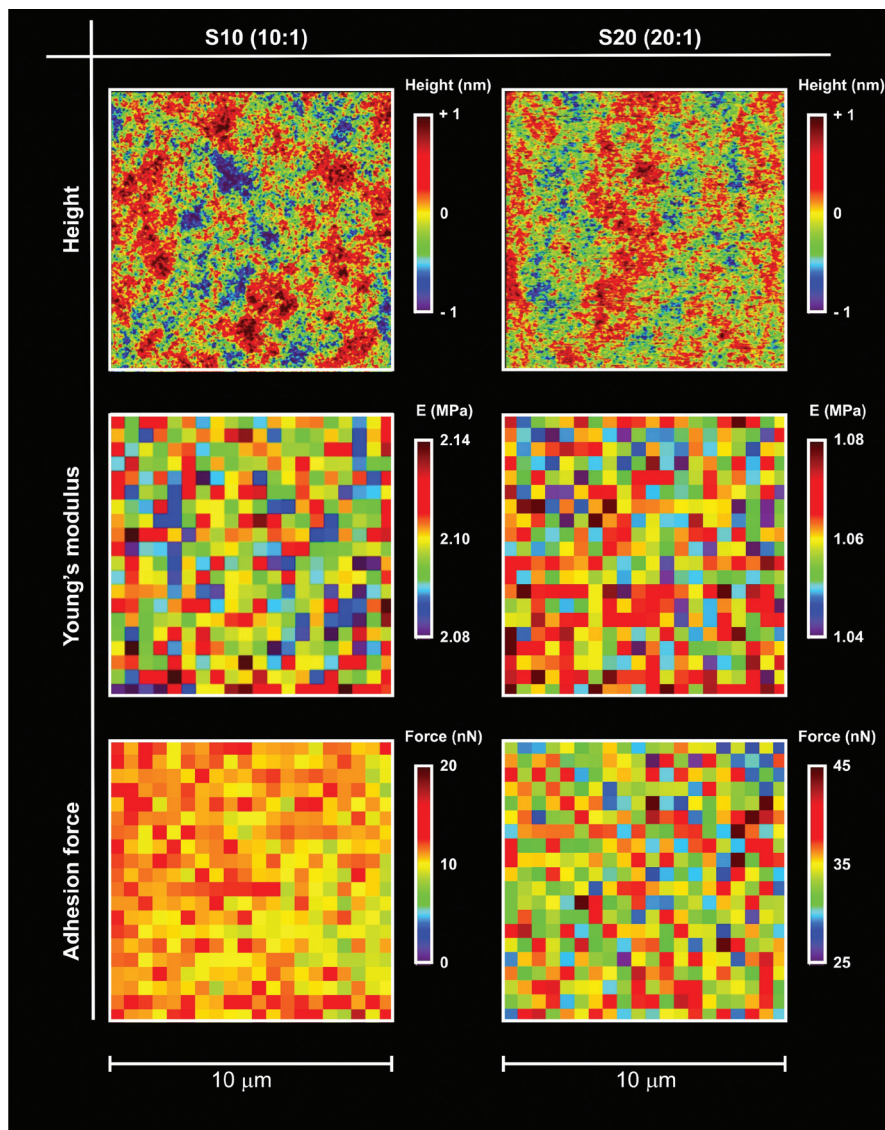 S10 (10:1)
S20 (20:1)
Height
Height (nm)
+ 1
0
- 1
Height (nm)
+ 1
0
- 1
Young's modulus
E (MPa)
2.14
2.10
2.08
E (MPa)
1.08
1.06
1.04
Adhesion force
Force (nN)
20
10
0
Force (nN)
45
35
25
10 µm
10 µm